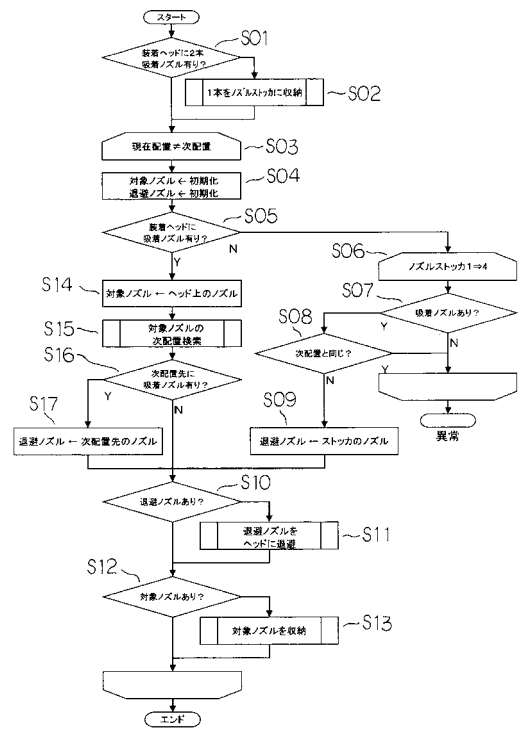 スタート
S01
装着ヘッドに2本
吸着ノズル有り?
1本をノズルストッカに収納
S02
現在配置≠次配置
S03
対象ノズル ← 初期化
退避ノズル ← 初期化
S04
S05
装着ヘッドに
吸着ノズル有り?
N
Y
S06
ノズルストッカ1⇒4
S14
対象ノズル ← ヘッド上のノズル
S07
吸着ノズルあり?
Y
N
S15
対象ノズルの
次配置検索
S08
次配置と同じ?
Y
N
S16
次配置先に
吸着ノズル有り?
Y
N
異常
S17
退避ノズル ← 次配置先のノズル
S09
退避ノズル ← ストッカのノズル
S10
退避ノズルあり?
退避ノズルを
ヘッドに退避
S11
S12
対象ノズルあり?
対象ノズルを収納
S13
エンド